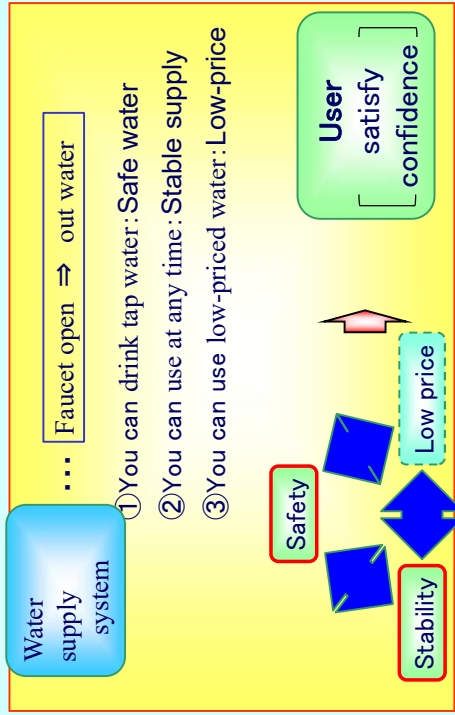 Water
supply
system
… Faucet open ⇒ out water
①You can drink tap water:Safe water
②You can use at any time:Stable supply
③You can use low-priced water:Low-price
Safety
Stability
Low price
User
satisfy
confidence